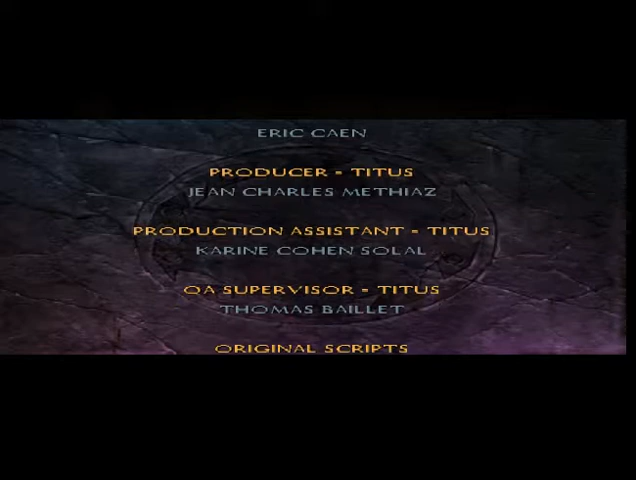 ERIC CAEN
PRODUCER - TITUS
JEAN CHARLES METHIAZ
PRODUCTION ASSISTANT - TITUS
KARINE COHEN SOLAL
QA SUPERVISOR - TITUS
THOMAS BAILLET
ORIGINAL SCRIPTS